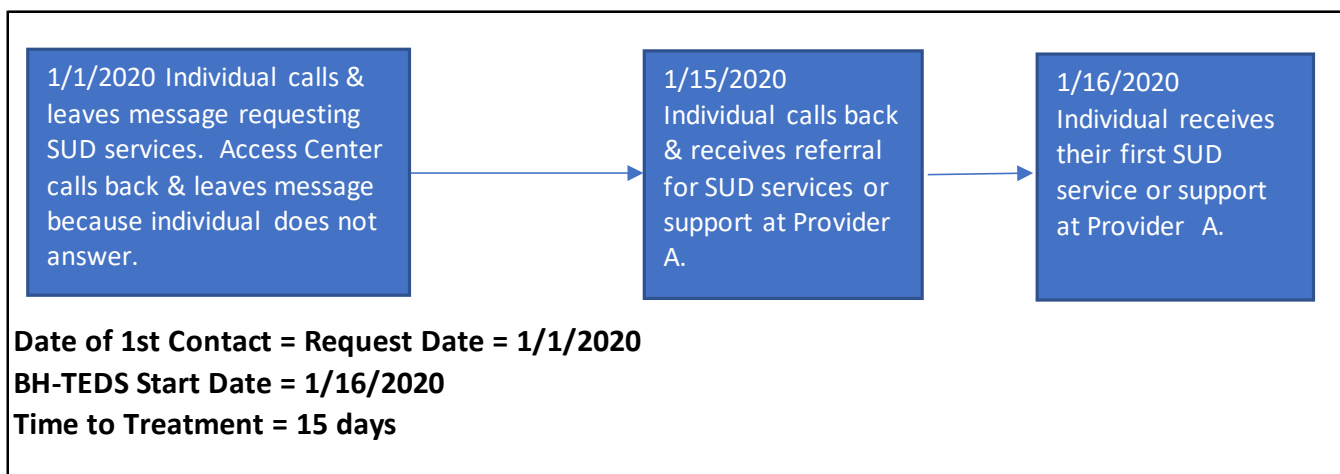 1/1/2020 Individual calls &
leaves message requesting
SUD services. Access Center
calls back & leaves message
because individual does not
answer.
1/15/2020
Individual calls back
& receives referral
for SUD services or
support at Provider
A.
1/16/2020
Individual receives
their first SUD
service or support
at Provider A.
Date of 1st Contact = Request Date = 1/1/2020
BH-TEDS Start Date = 1/16/2020
Time to Treatment = 15 days